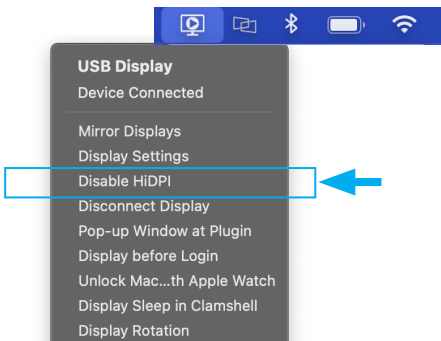 USB Display
Device Connected
Mirror Displays
Display Settings
Disable HiDPI
Disconnect Display
Pop-up Window at Plugin
Display before Login
Unlock Mac...th Apple Watch
Display Sleep in Clamshell
Display Rotation